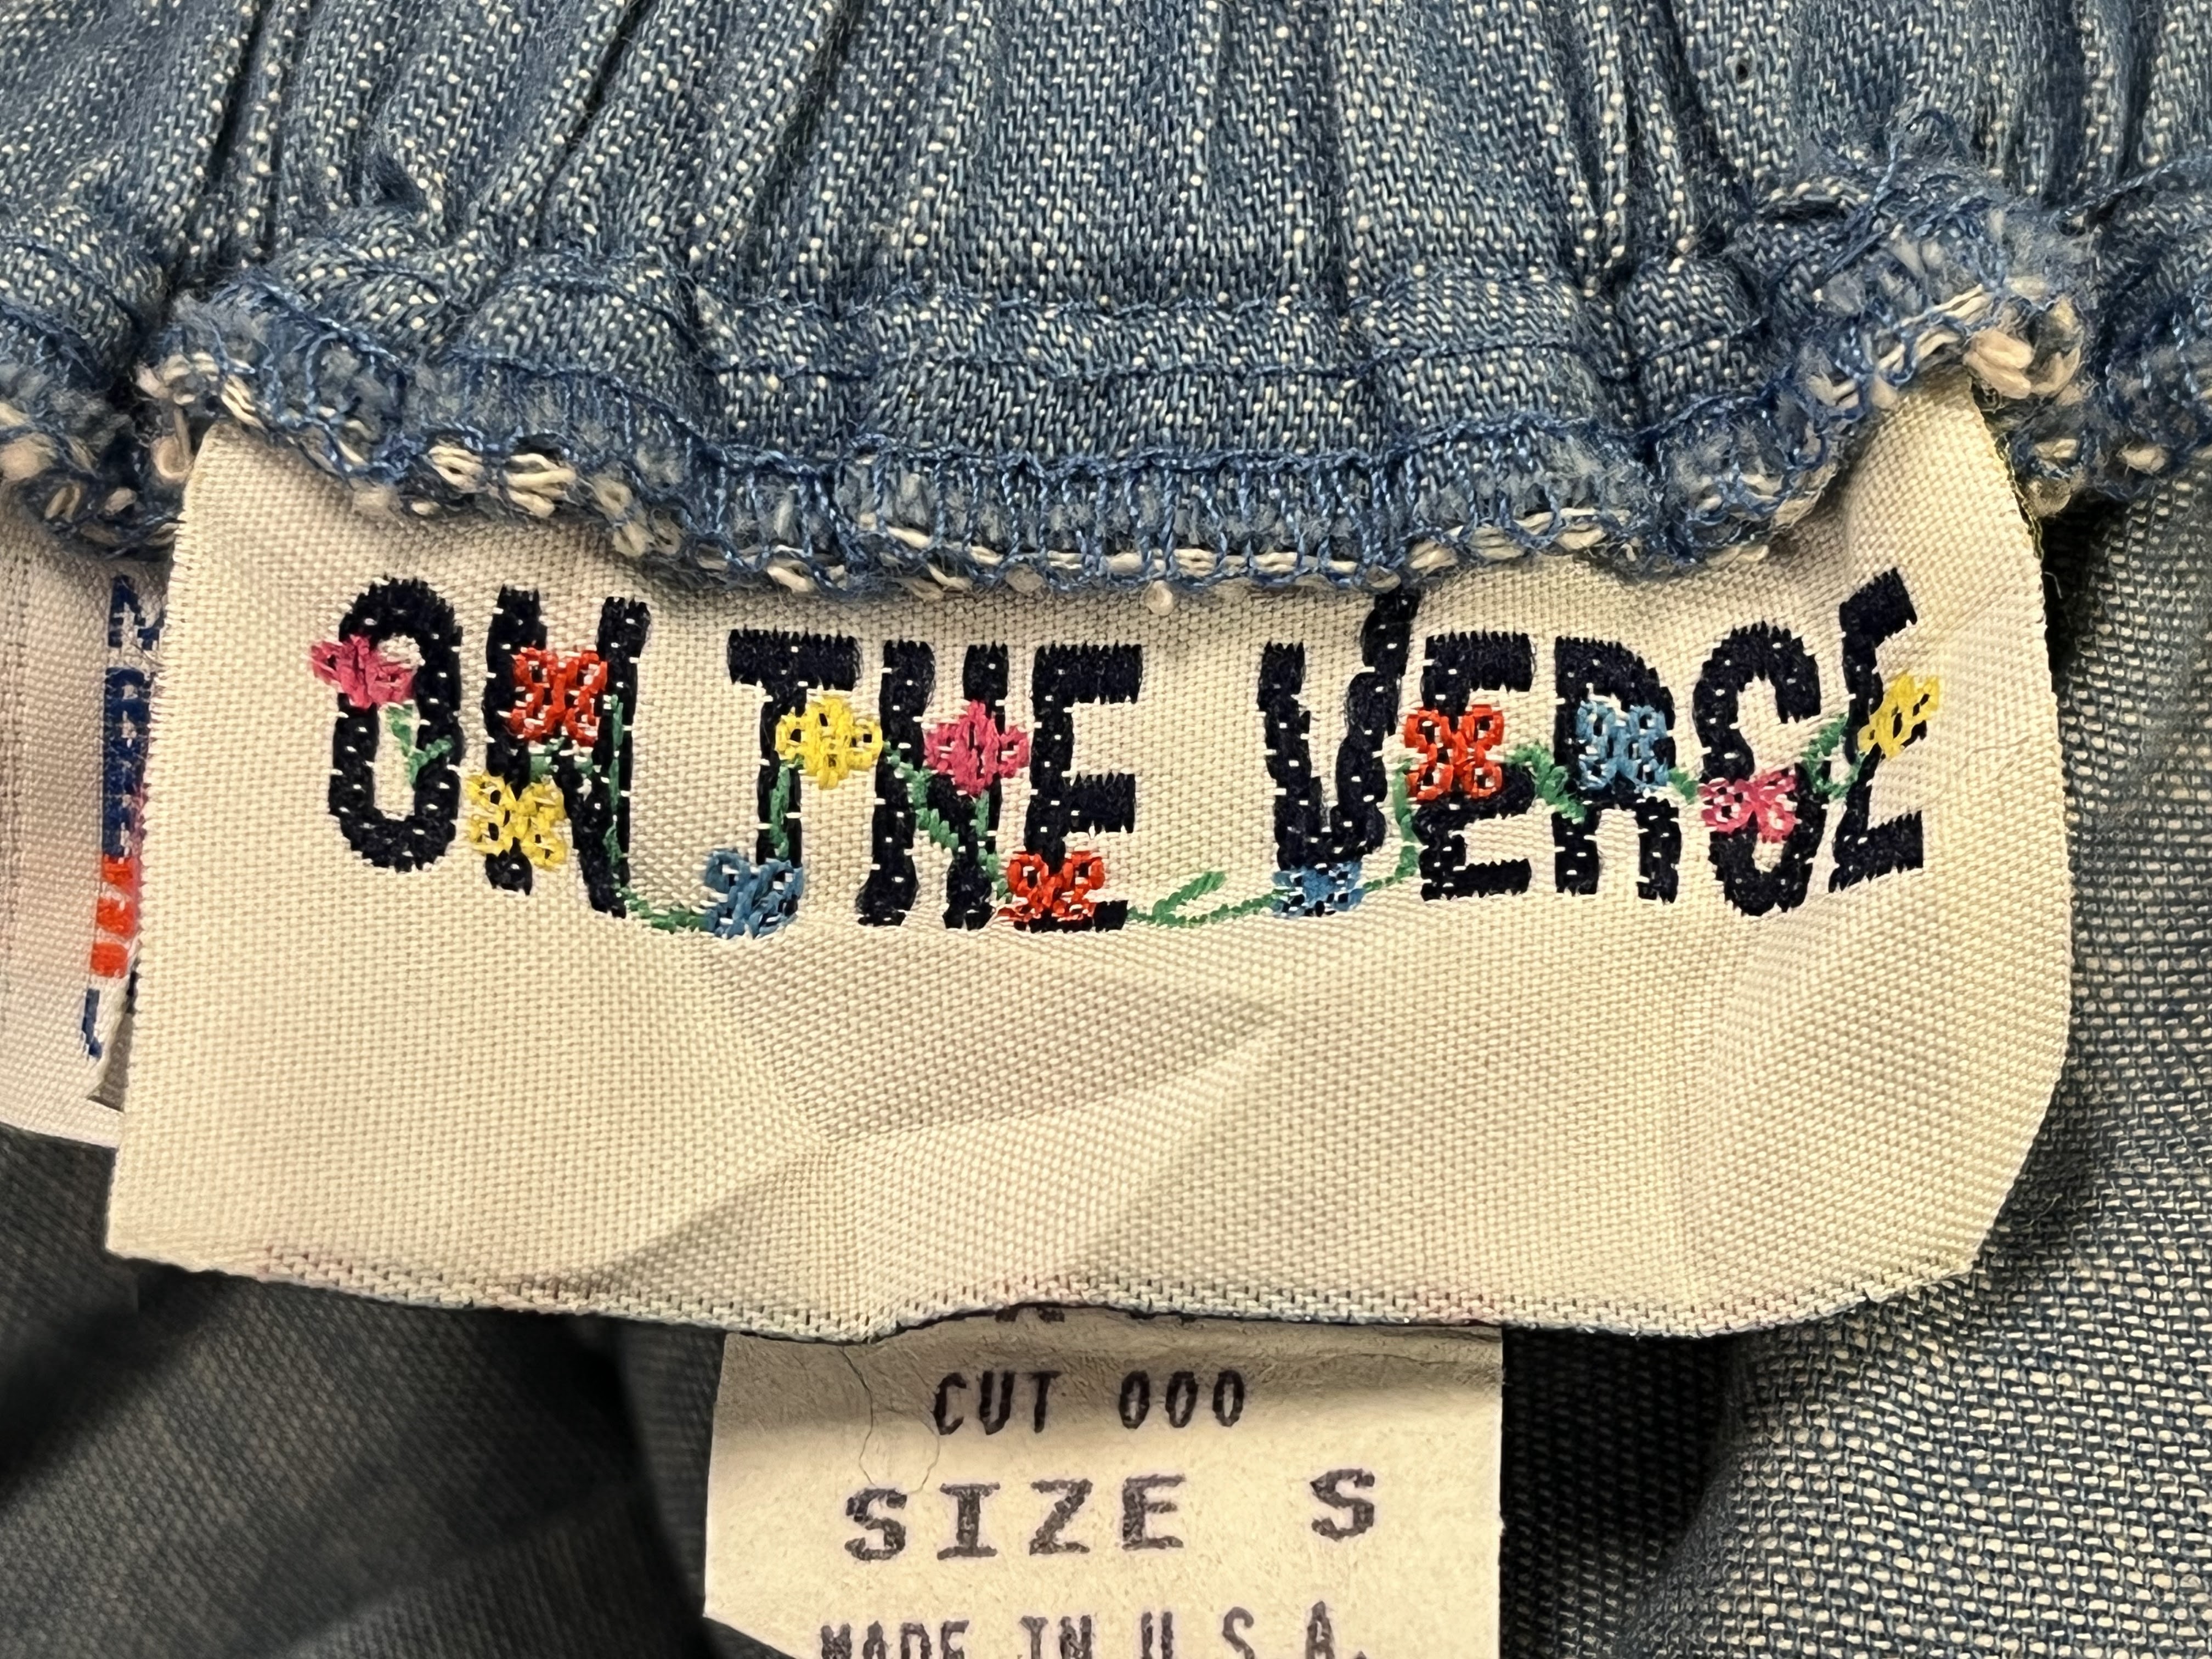 ON THE VERGE
CUT 000
SIZE S
MADE IN U.S.A.